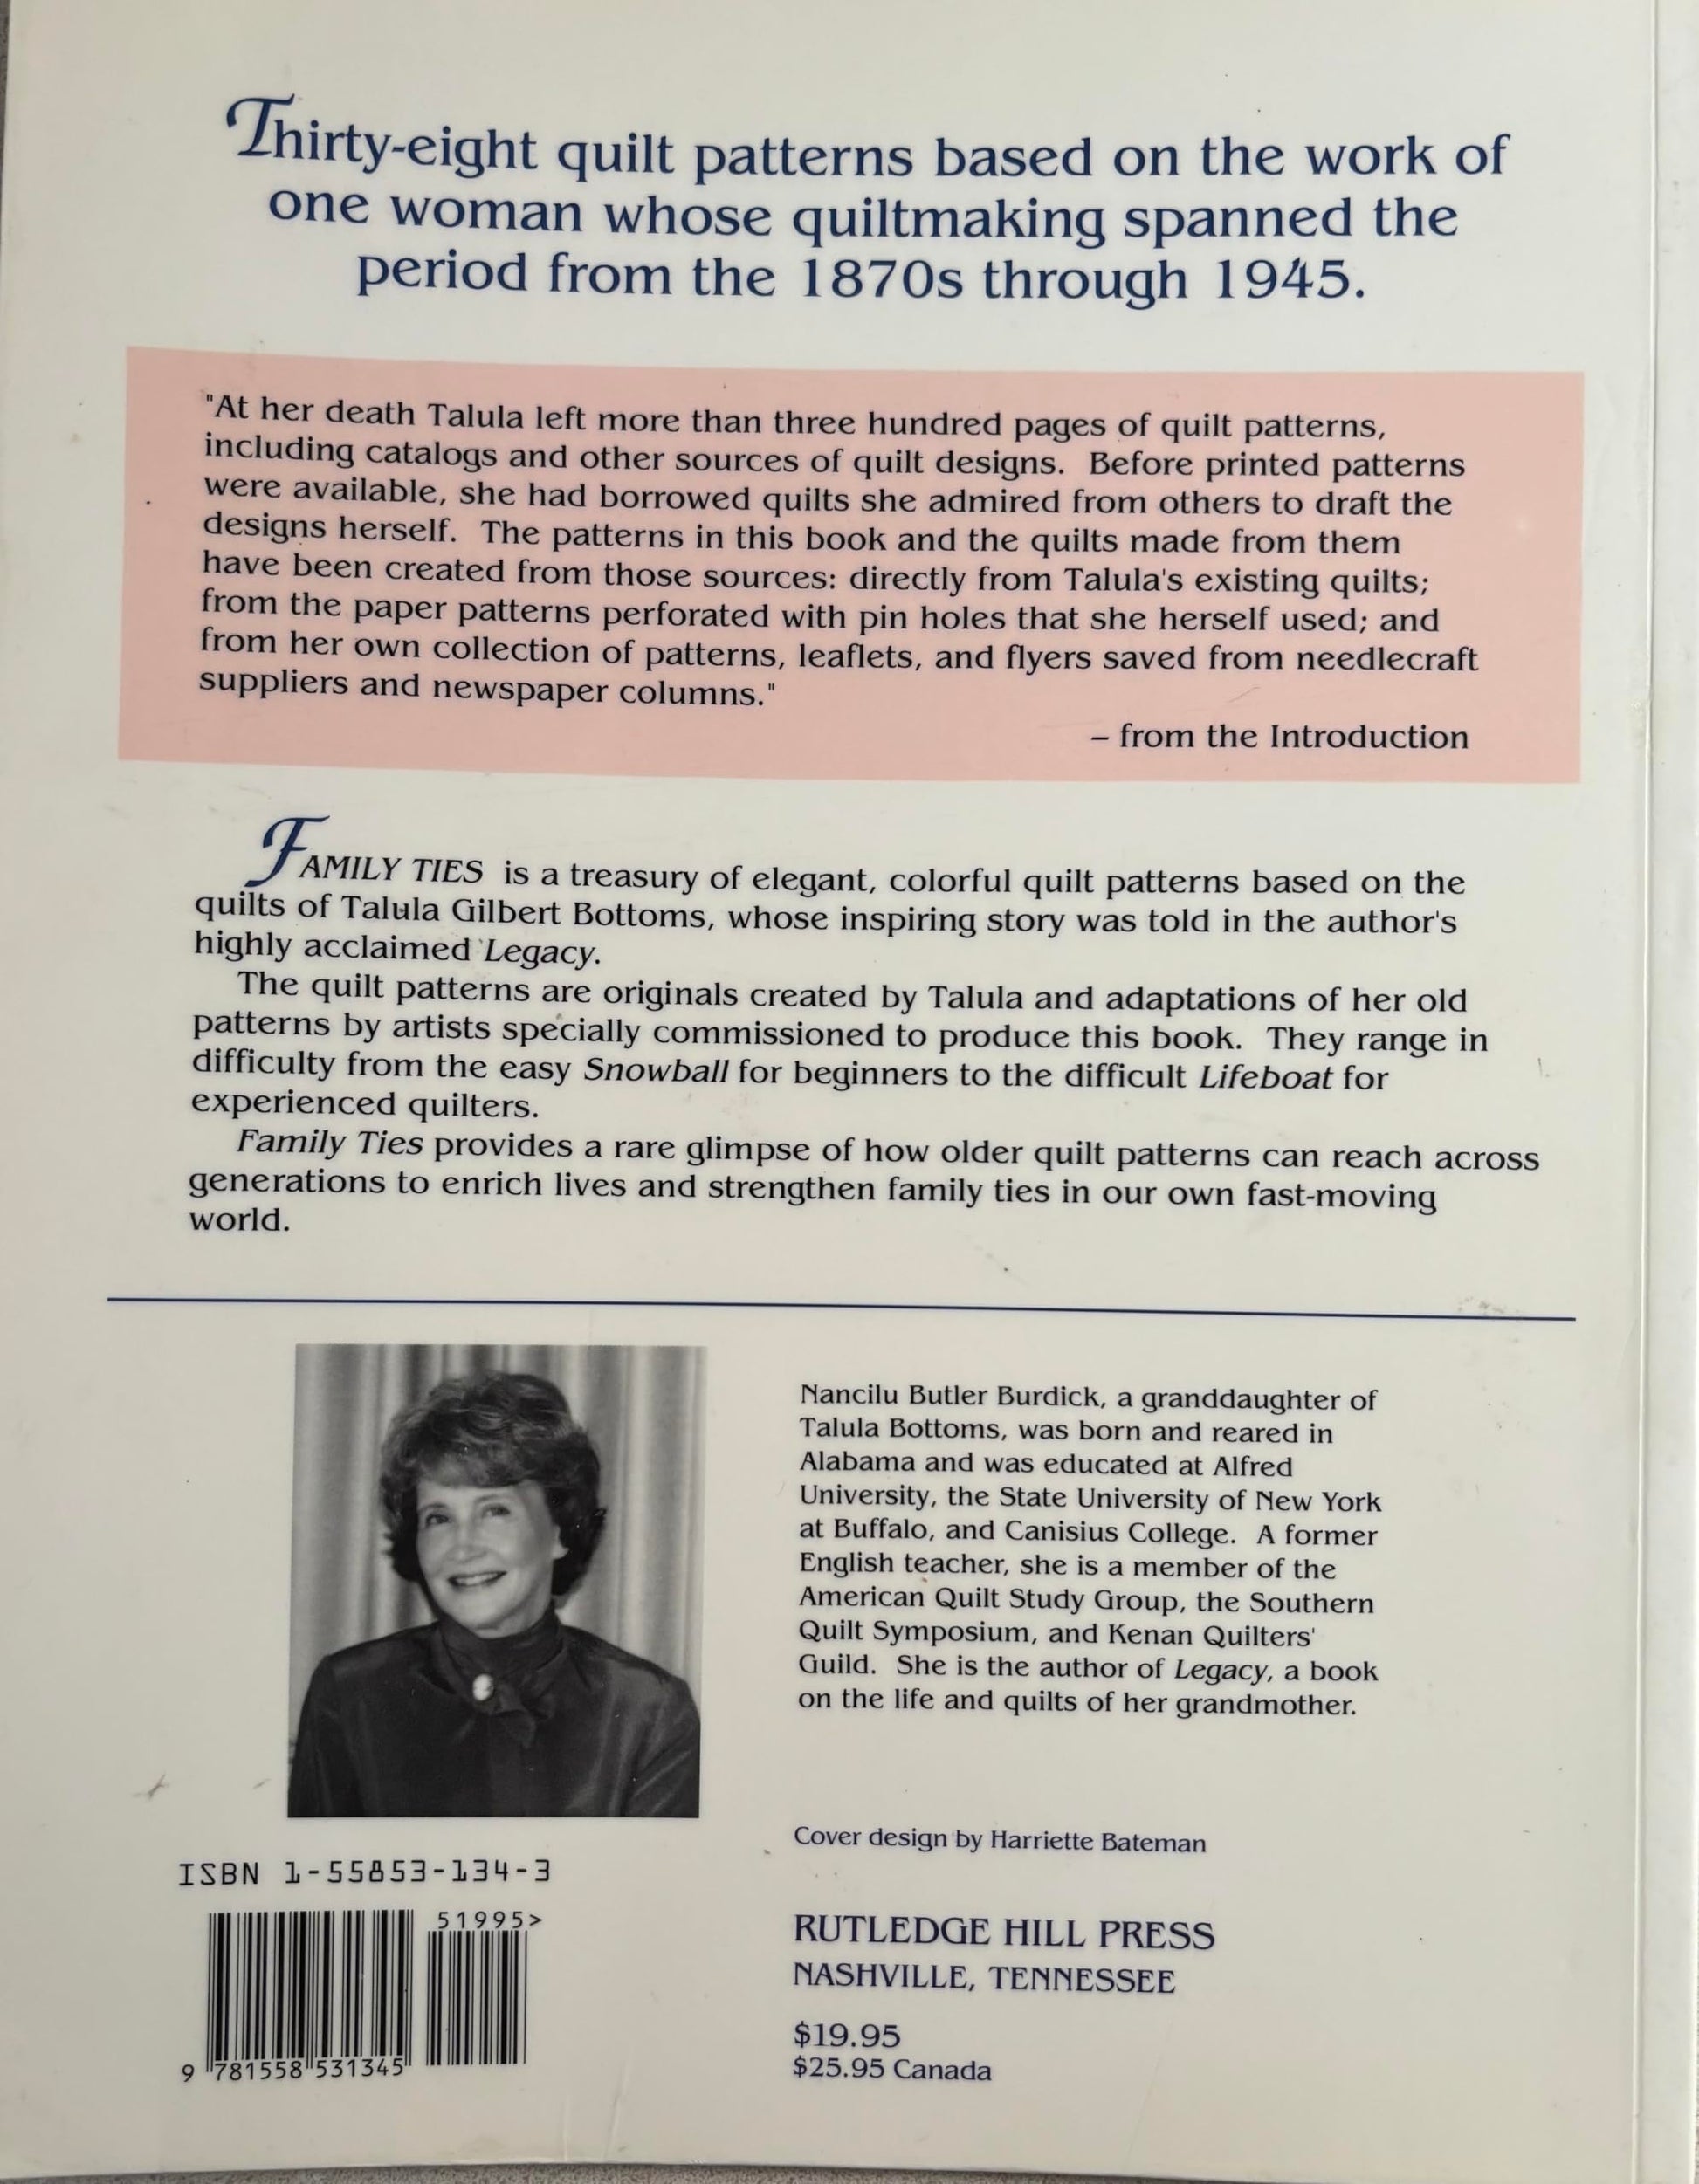 Thirty-eight quilt patterns based on the work of
one woman whose quiltmaking spanned the
period from the 1870s through 1945.
"At her death Talula left more than three hundred pages of quilt patterns,
including catalogs and other sources of quilt designs. Before printed patterns
were available, she had borrowed quilts she admired from others to draft the
designs herself. The patterns in this book and the quilts made from them
have been created from those sources: directly from Talula's existing quilts;
from the paper patterns perforated with pin holes that she herself used; and
from her own collection of patterns, leaflets, and flyers saved from needlecraft
suppliers and newspaper columns."
– from the Introduction
FAMILY TIES is a treasury of elegant, colorful quilt patterns based on the
quilts of Talula Gilbert Bottoms, whose inspiring story was told in the author's
highly acclaimed Legacy.
The quilt patterns are originals created by Talula and adaptations of her old
patterns by artists specially commissioned to produce this book. They range in
difficulty from the easy Snowball for beginners to the difficult Lifeboat for
experienced quilters.
Family Ties provides a rare glimpse of how older quilt patterns can reach across
generations to enrich lives and strengthen family ties in our own fast-moving
world.
Nancilu Butler Burdick, a granddaughter of
Talula Bottoms, was born and reared in
Alabama and was educated at Alfred
University, the State University of New York
at Buffalo, and Canisius College. A former
English teacher, she is a member of the
American Quilt Study Group, the Southern
Quilt Symposium, and Kenan Quilters'
Guild. She is the author of Legacy, a book
on the life and quilts of her grandmother.
Cover design by Harriette Bateman
ISBN 1-55853-134-3
51995>
9 781558 531345
RUTLEDGE HILL PRESS
NASHVILLE, TENNESSEE
$19.95
$25.95 Canada